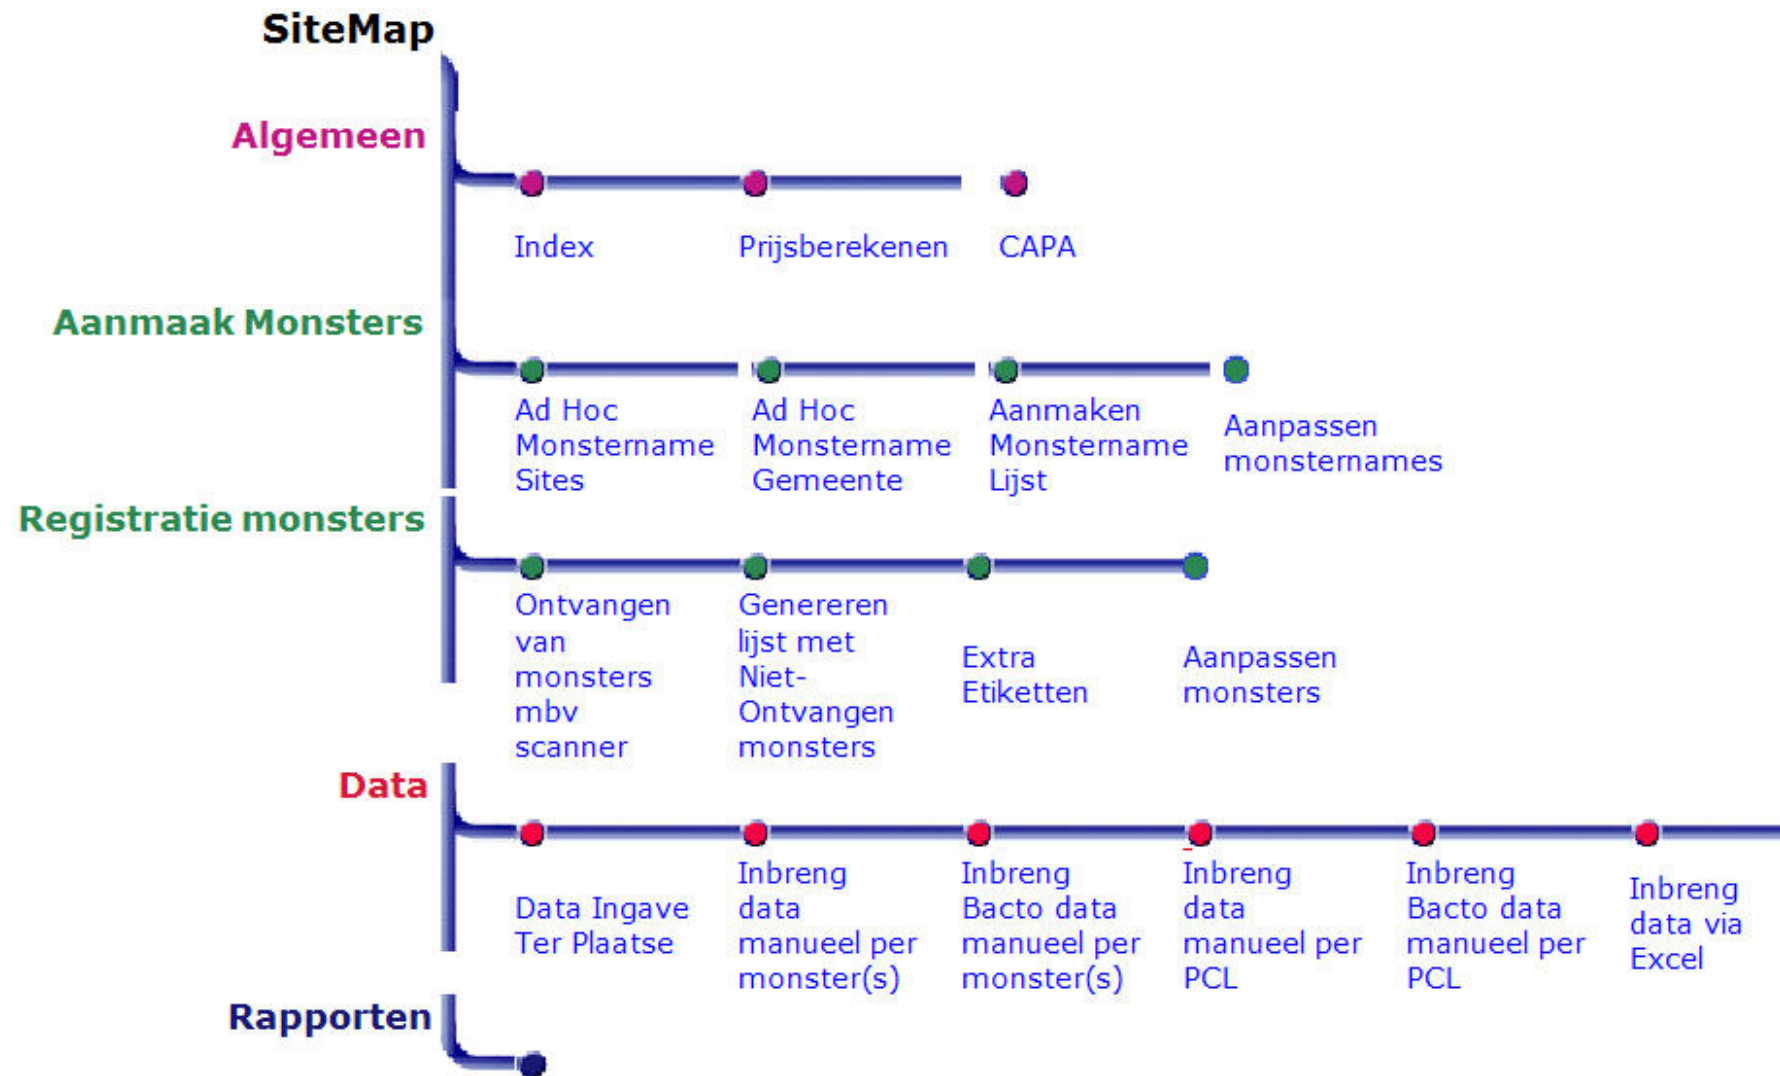 SiteMap
Algemeen
Index
Prijsberekenen
CAPA
Aanmaak Monsters
Ad Hoc
Monstername
Sites
Ad Hoc
Monstername
Gemeente
Aanmaken
Monstername
Lijst
Aanpassen
monsternames
Registratie monsters
Ontvangen
van
monsters
mbv
scanner
Genereren
lijst met
Niet-
Ontvangen
monsters
Extra
Etiketten
Aanpassen
monsters
Data
Data Ingave
Ter Plaatse
Inbreng
data
manueel per
monster(s)
Inbreng
Bacto data
manueel per
monster(s)
Inbreng
data
manueel per
PCL
Inbreng
Bacto data
manueel per
PCL
Inbreng
data via
Excel
Rapporten